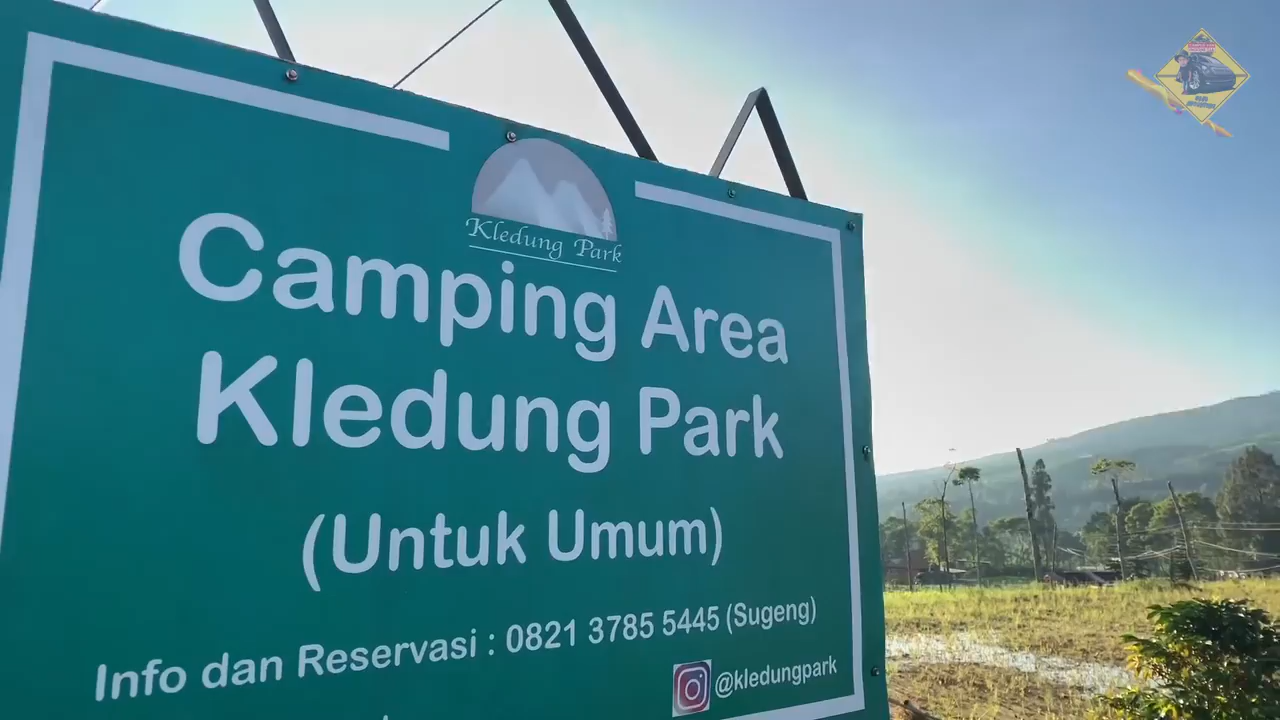 Kledung Park
Camping Area
Kledung Park
(Untuk Umum)
Info dan Reservasi : 0821 3785 5445 (Sugeng)
@kledungpark